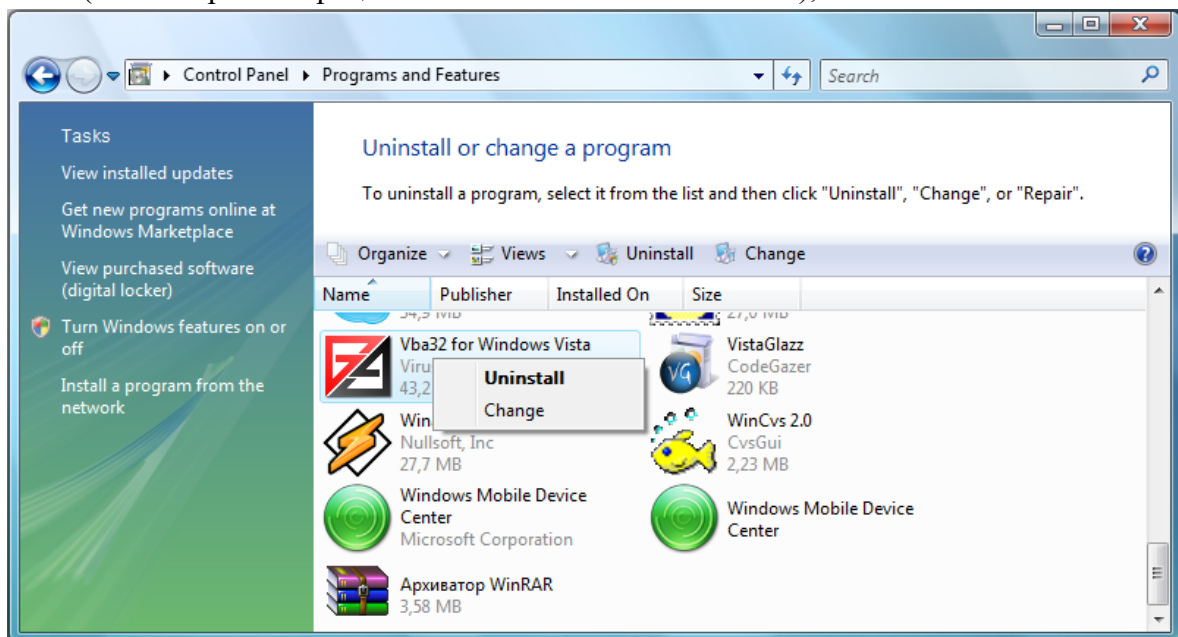 Control Panel ▸ Programs and Features
Search
Tasks
View installed updates
Get new programs online at
Windows Marketplace
View purchased software
(digital locker)
Turn Windows features on or
off
Install a program from the
network
Uninstall or change a program
To uninstall a program, select it from the list and then click "Uninstall", "Change", or "Repair".
Organize Views Uninstall Change
Name Publisher Installed On Size
Vba32 for Windows Vista
Viru
43,2
Uninstall
Change
VistaGlazz
CodeGazer
220 KB
Win
Nullsoft, Inc
27,7 MB
WinCvs 2.0
CvsGui
2,23 MB
Windows Mobile Device
Center
Microsoft Corporation
Windows Mobile Device
Center
Архиватор WinRAR
3,58 MB